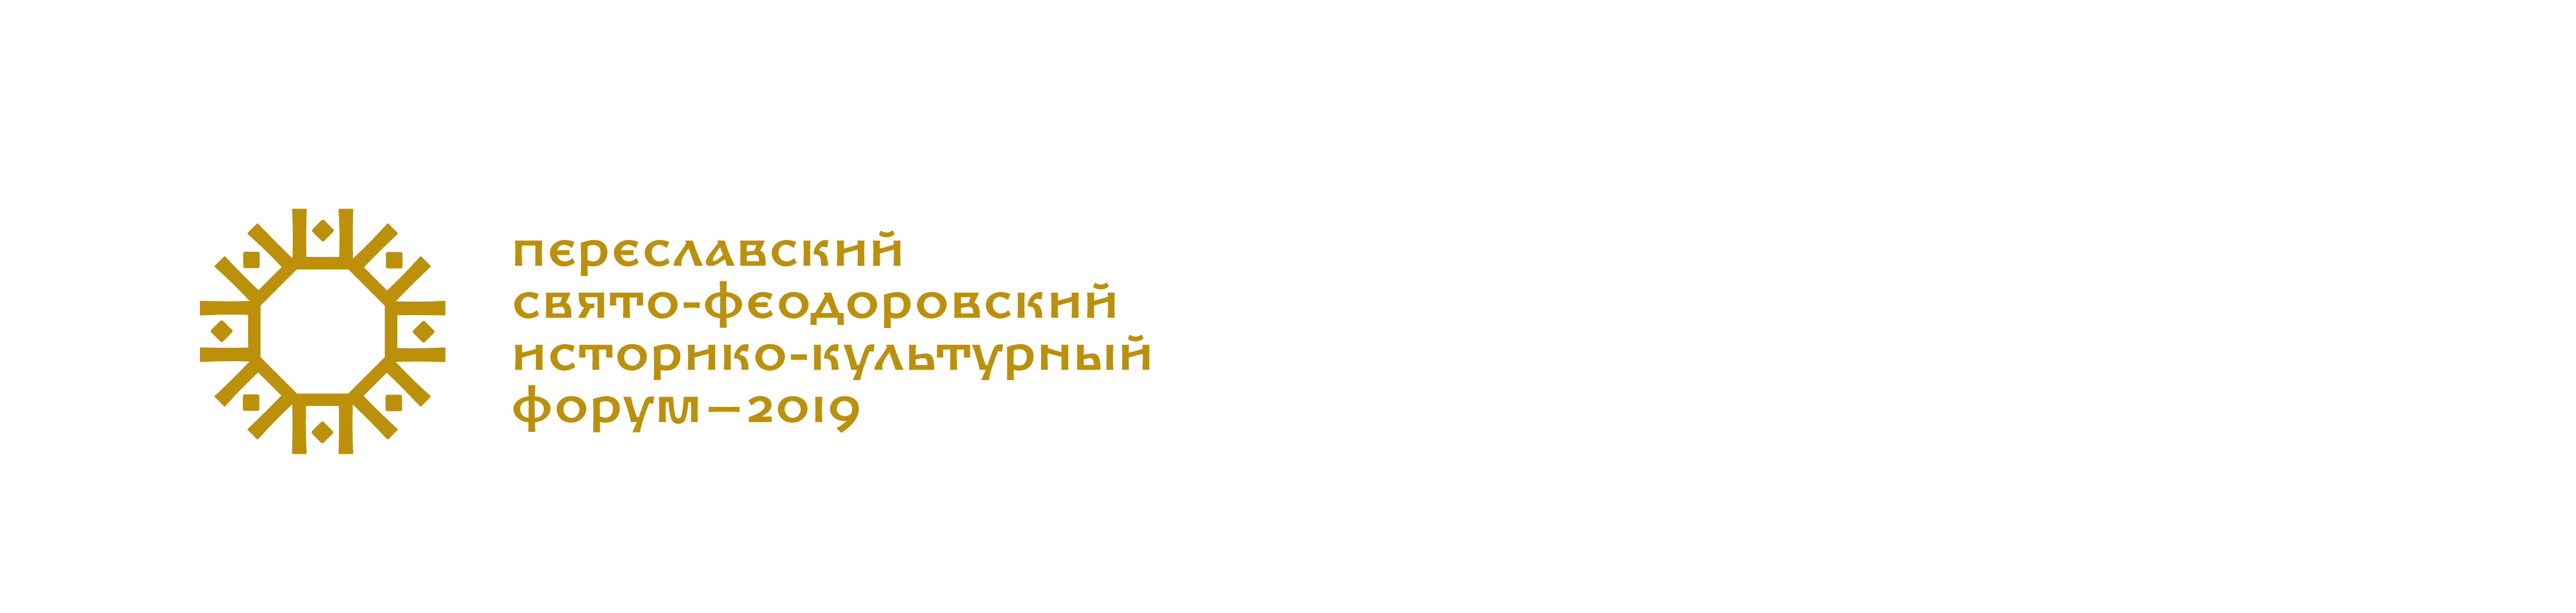 переславский
свято-феодоровский
историко-культурный
форум—2019